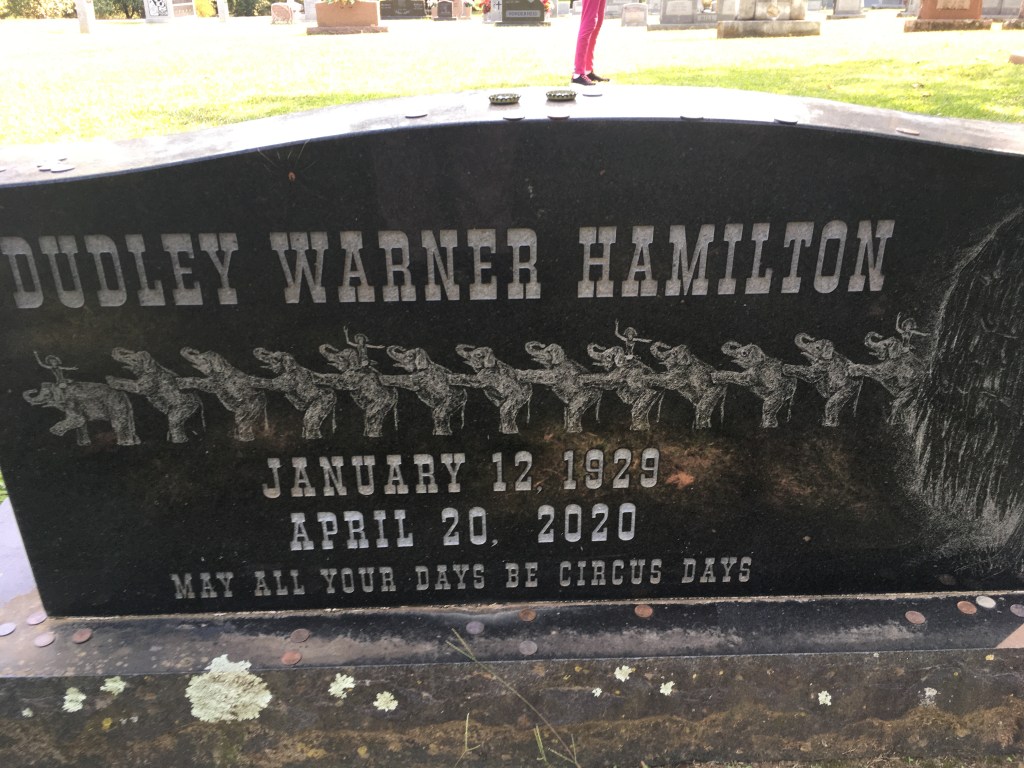 DUDLEY WARNER HAMILTON
JANUARY 12, 1929
APRIL 20, 2020
MAY ALL YOUR DAYS BE CIRCUS DAYS